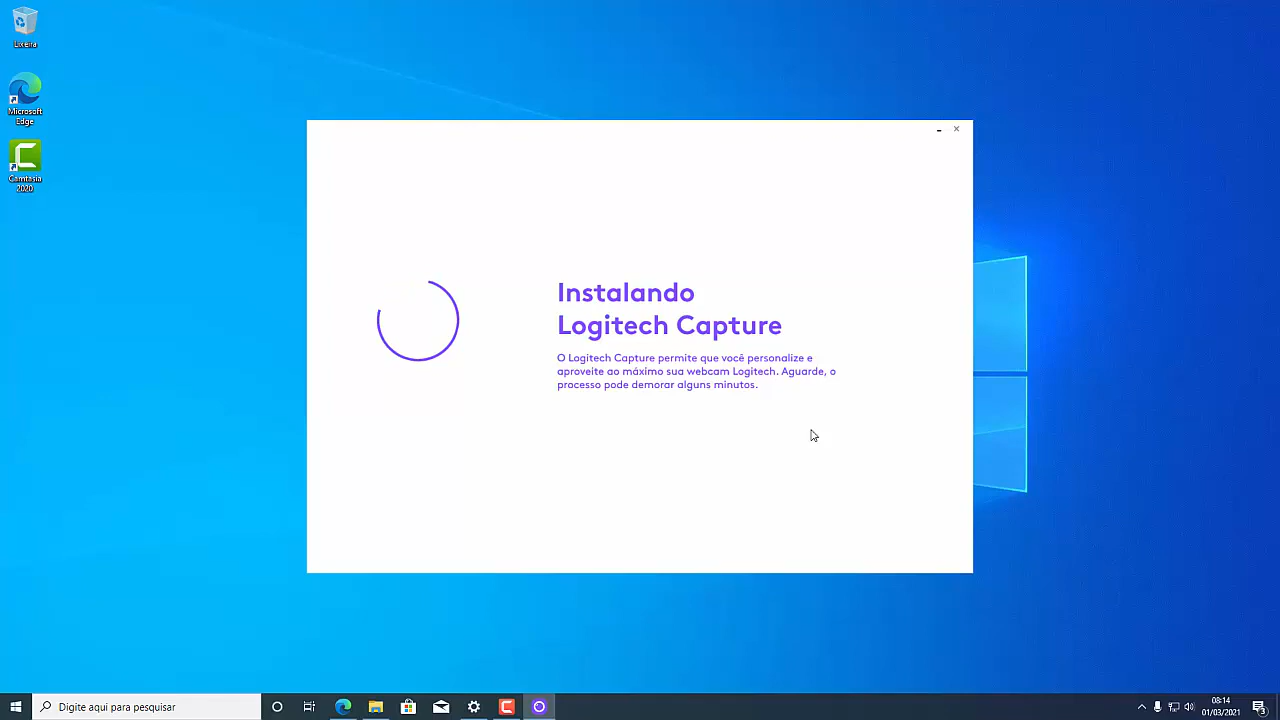 Lixeira
Microsoft
Edge
Camtasia
2020
Instalando
Logitech Capture
O Logitech Capture permite que você personalize e
aproveite ao máximo sua webcam Logitech. Aguarde, o
processo pode demorar alguns minutos.
Digite aqui para pesquisar
08:14
01/03/2021